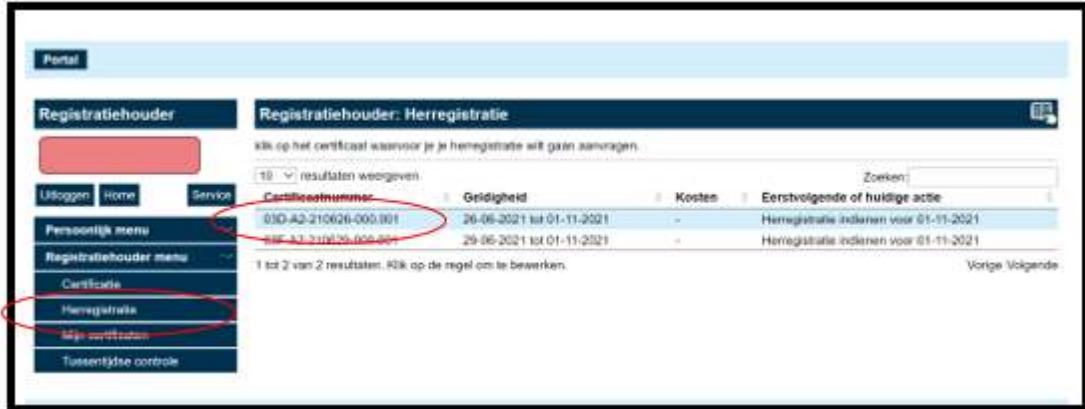 Portal
Registratiehouder
Registratiehouder: Herregistratie
klik op het certificaat waarvoor je je herregistratie wilt gaan aanvragen.
10 resultaten weergeven
Zoeken:
Uitloggen Home Service
Certificaatnummer Geldigheid Kosten Eerstvolgende of huidige actie
03D-A2-210626-000.001 26-06-2021 tot 01-11-2021 - Herregistratie indienen voor 01-11-2021
29-06-2021 tot 01-11-2021 - Herregistratie indienen voor 01-11-2021
1 tot 2 van 2 resultaten. Klik op de regel om te bewerken.
Vorige Volgende
Persoonlijk menu
Registratiehouder menu
Certificatie
Herregistratie
Mijn certificaten
Tussentijdse controle